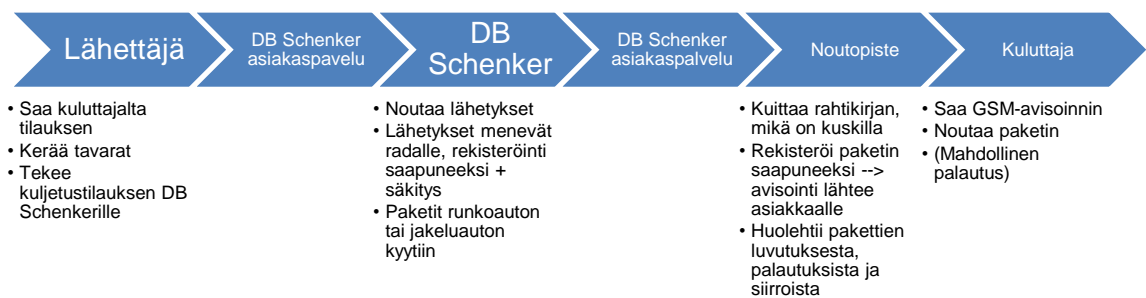 Lähettäjä
DB Schenker
asiakaspavelu
DB
Schenker
DB Schenker
asiakaspalvelu
Noutopiste
Kuluttaja
• Saa kuluttajalta
tilauksen
• Kerää tavarat
• Tekee
kuljetustilauksen DB
Schenkerille
• Noutaa lähetykset
• Lähetykset menevät
radalle, rekisteröinti
saapuneeksi +
säkitys
• Paketit runkoauton
tai jakeluauton
kyytiin
• Kuittaa rahtikirjan,
mikä on kuskilla
• Rekisteröi paketin
saapuneeksi -->
avisointi lähtee
asiakkaalle
• Huolehtii pakettien
luvutuksesta,
palautuksista ja
siirroista
• Saa GSM-avisoinnin
• Noutaa paketin
• (Mahdollinen
palautus)